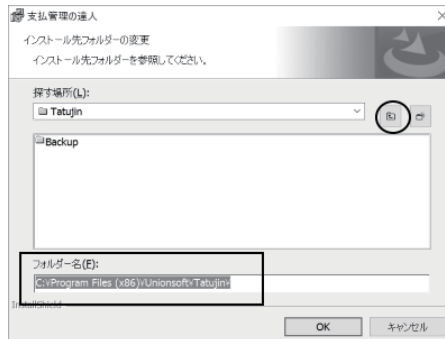 支払管理の達人
インストール先フォルダーの変更
インストール先フォルダーを参照してください。
探す場所(L):
Tatujin
Backup
フォルダー名(E):
C:¥Program Files (x86)¥Unionsoft¥Tatujin¥
InstallShield
OK
キャンセル